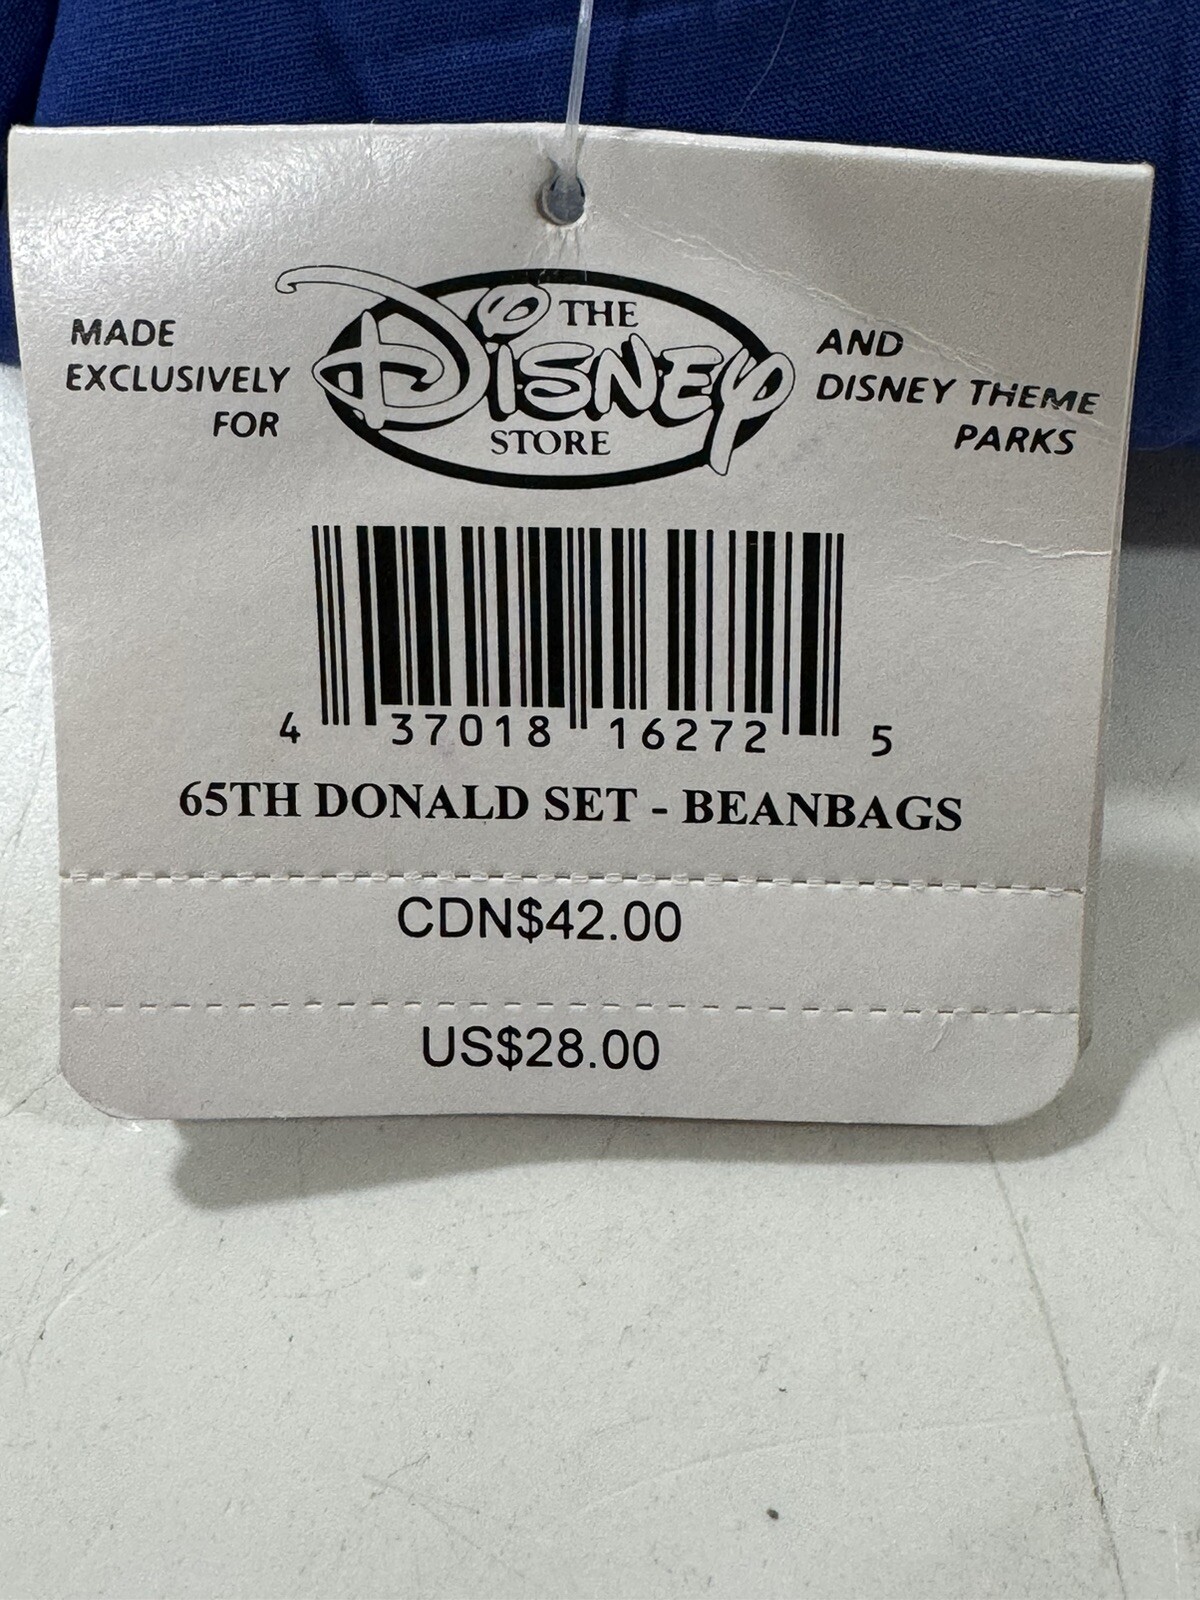 MADE
EXCLUSIVELY
FOR
THE
DISNEY
STORE
AND
DISNEY THEME
PARKS
4 37018 16272 5
65TH DONALD SET - BEANBAGS
CDN$42.00
US$28.00